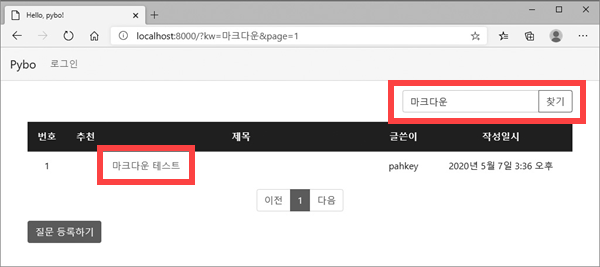 Hello, pybo!
localhost:8000/?kw=마크다운&page=1
Pybo 로그인
마크다운 찾기
번호 추천 제목 글쓴이 작성일시
1 마크다운 테스트 pahkey 2020년 5월 7일 3:36 오후
이전 1 다음
질문 등록하기